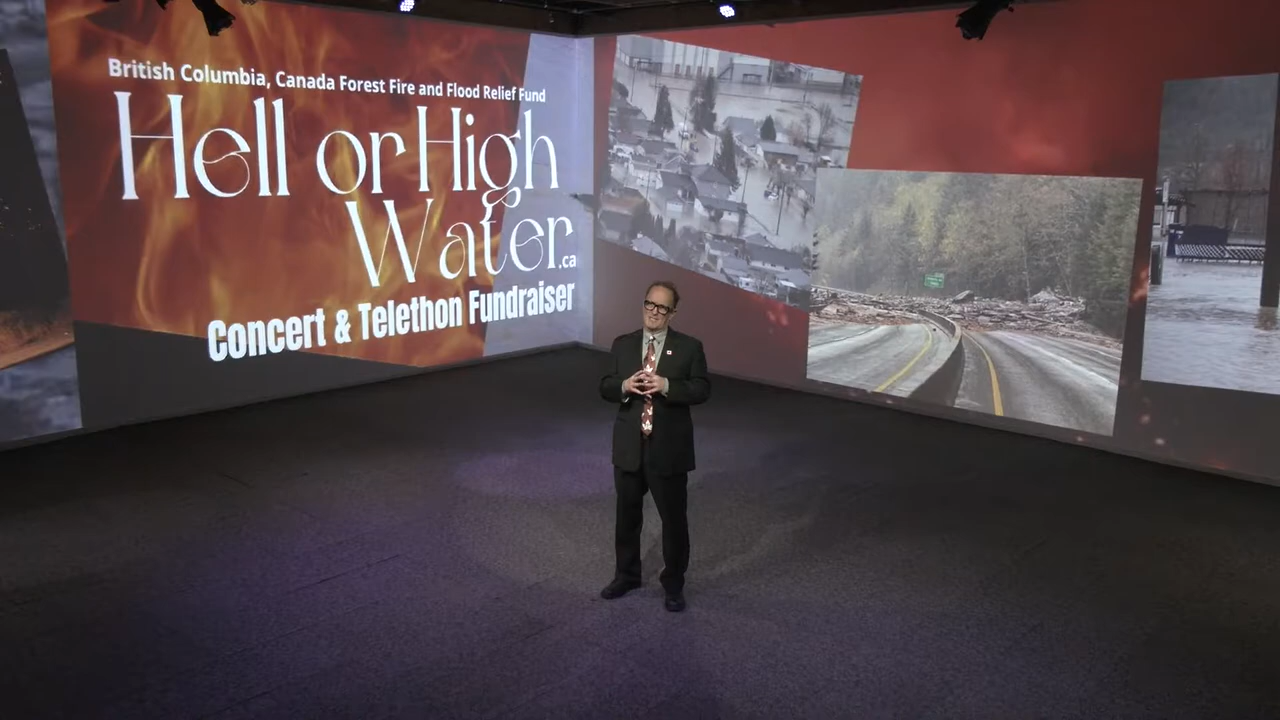 British Columbia, Canada Forest Fire and Flood Relief Fund
Hell or High
Water.ca
Concert & Telethon Fundraiser